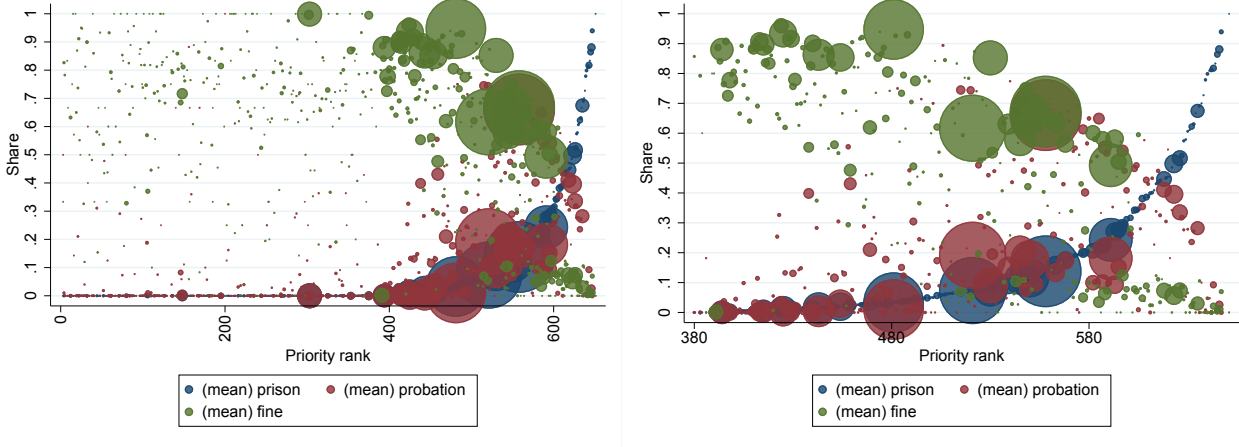 1
.9
.8
.7
.6
.5
.4
.3
.2
.1
0
Share
0
200
400
600
Priority rank
(mean) prison
(mean) probation
(mean) fine
1
.9
.8
.7
.6
.5
.4
.3
.2
.1
0
Share
380
480
580
Priority rank
(mean) prison
(mean) probation
(mean) fine